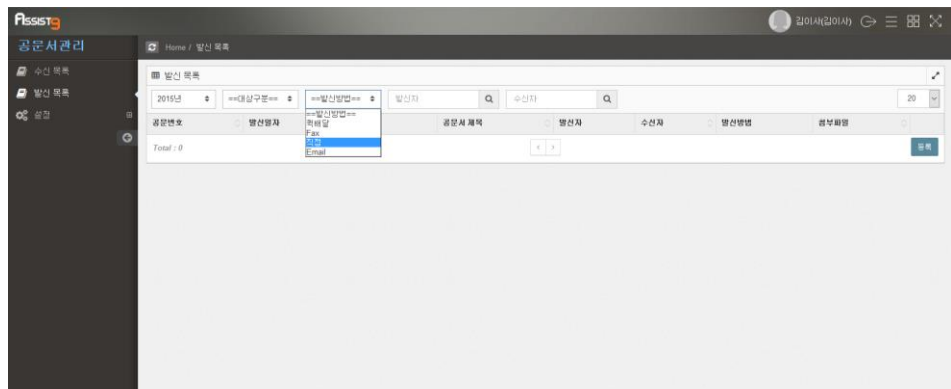 Assist9
김이사(김이사)
공문서관리
Home / 발신 목록
수신 목록
발신 목록
설정
발신 목록
2016년 ==대상구분== ==발신방법== 발신자 수신자 20
==발신방법==
퀵배달
Fax
직접
Email
공문번호 발신일자 공문서 제목 발신자 수신자 발신방법 첨부파일
Total : 0
등록